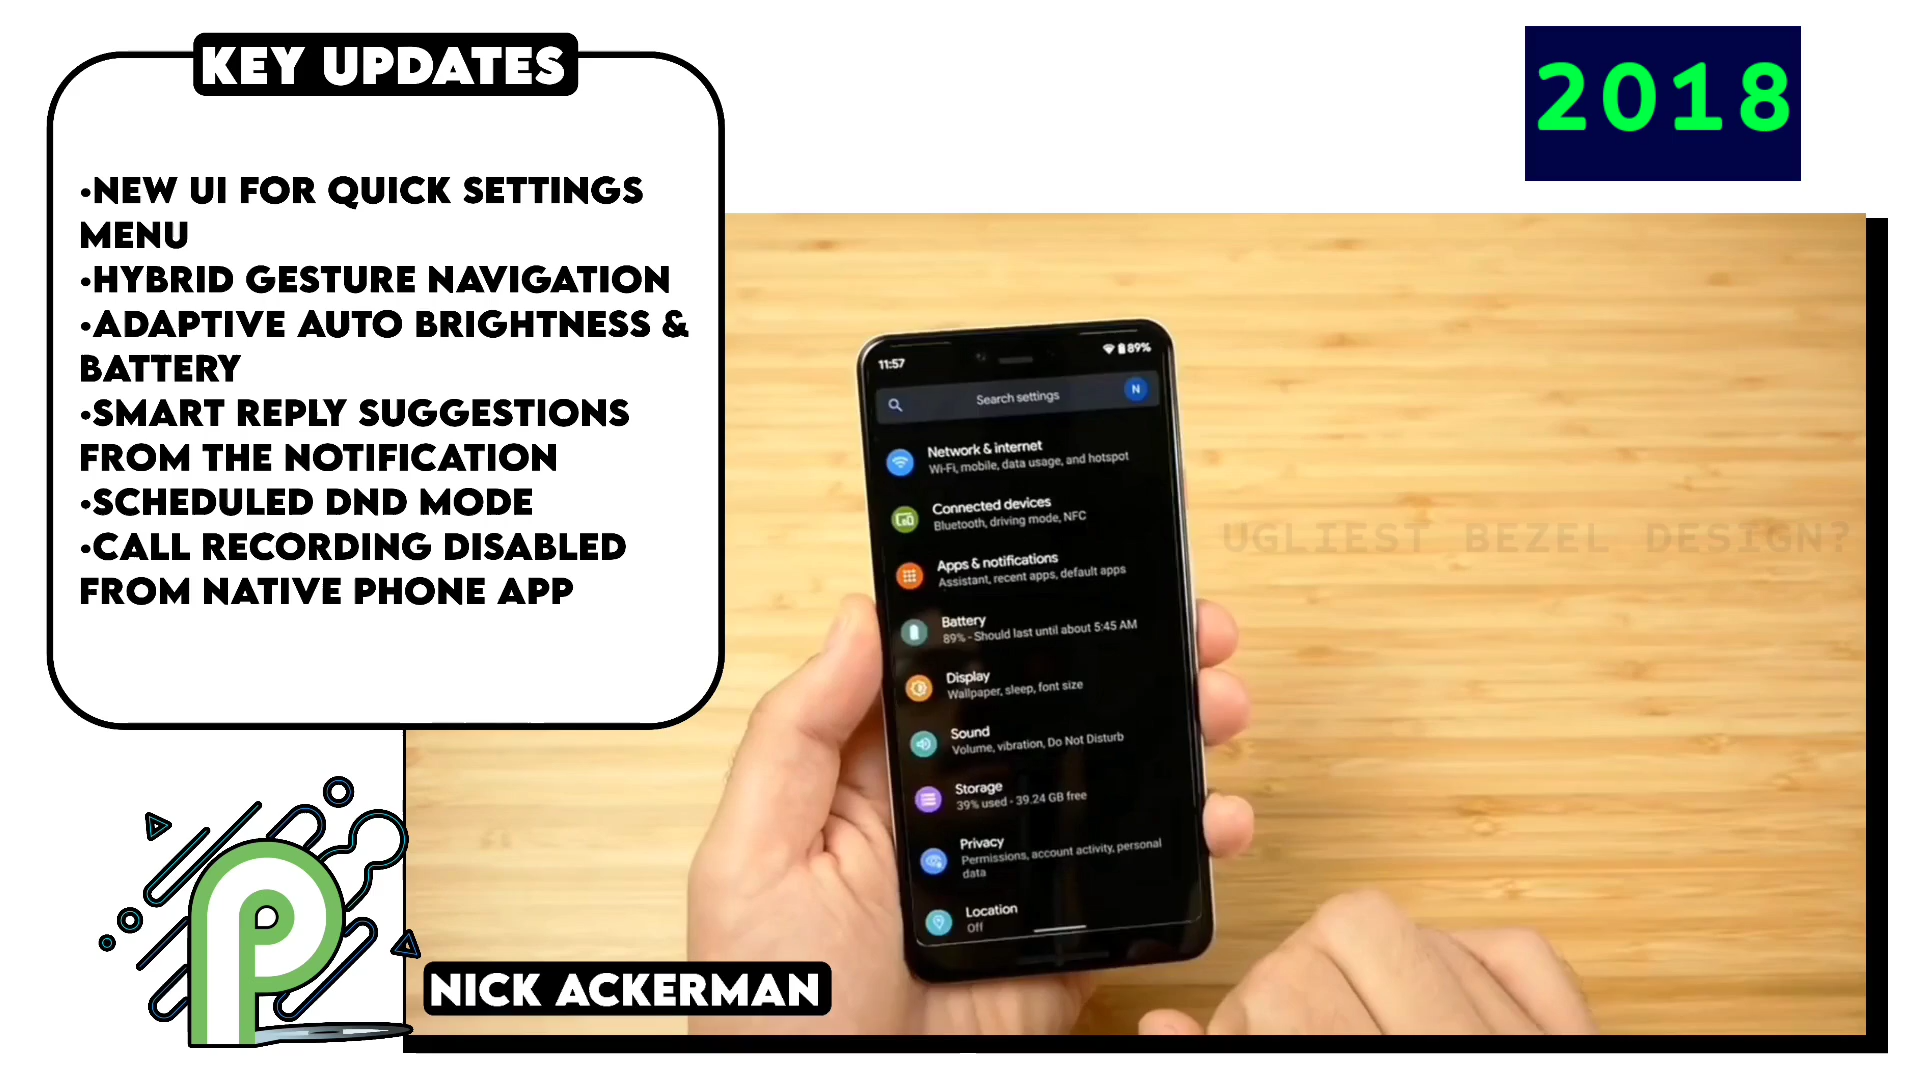 KEY UPDATES
•NEW UI FOR QUICK SETTINGS
MENU
•HYBRID GESTURE NAVIGATION
•ADAPTIVE AUTO BRIGHTNESS &
BATTERY
•SMART REPLY SUGGESTIONS
FROM THE NOTIFICATION
•SCHEDULED DND MODE
•CALL RECORDING DISABLED
FROM NATIVE PHONE APP
2018
11:57
89%
Search settings
N
Network & internet
Wi-Fi, mobile, data usage, and hotspot
Connected devices
Bluetooth, driving mode, NFC
Apps & notifications
Assistant, recent apps, default apps
Battery
89% - Should last until about 5:45 AM
Display
Wallpaper, sleep, font size
Sound
Volume, vibration, Do Not Disturb
Storage
39% used - 39.24 GB free
Privacy
Permissions, account activity, personal
data
Location
Off
UGLIEST BEZEL DESIGN?
NICK ACKERMAN